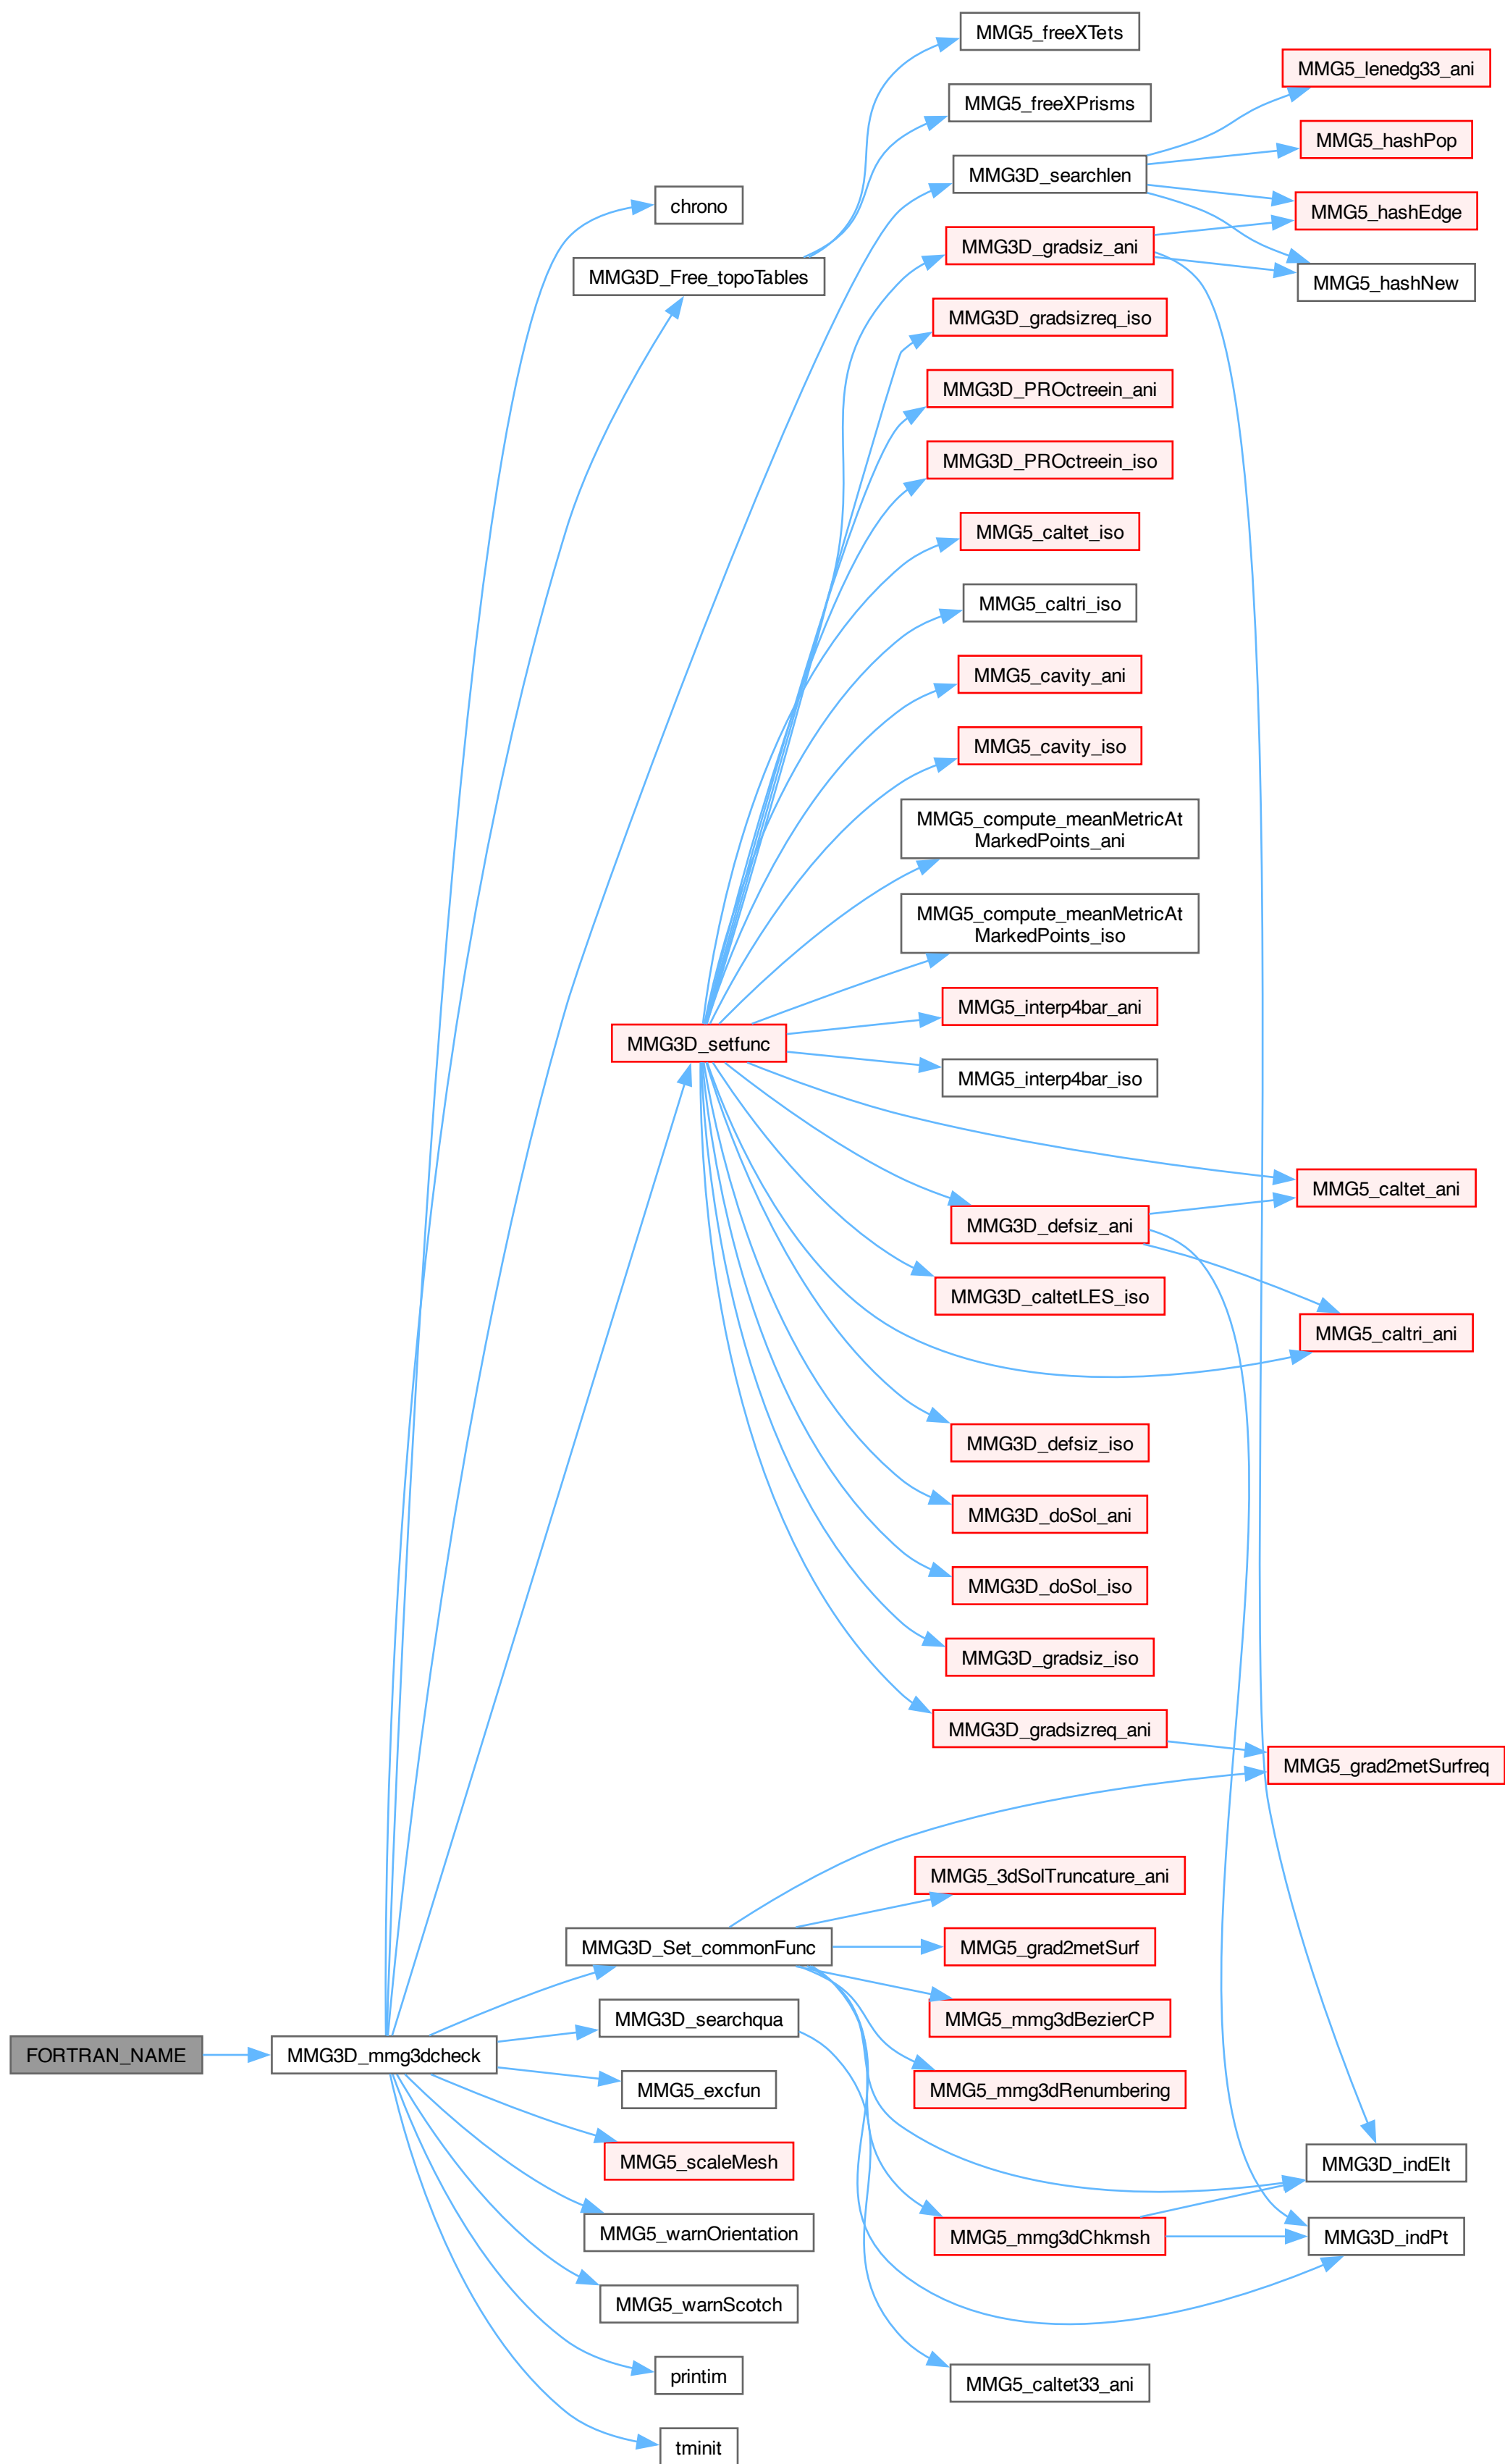 MMG5_freeXTets
MMG5_lenedg33_ani
MMG5_freeXPrisms
MMG5_hashPop
MMG3D_searchlen
chrono
MMG5_hashEdge
MMG3D_gradsiz_ani
MMG3D_Free_topoTables
MMG5_hashNew
MMG3D_gradsizreq_iso
MMG3D_PROctreein_ani
MMG3D_PROctreein_iso
MMG5_caltet_iso
MMG5_caltri_iso
MMG5_cavity_ani
MMG5_cavity_iso
MMG5_compute_meanMetricAt
MarkedPoints_ani
MMG5_compute_meanMetricAt
MarkedPoints_iso
MMG5_interp4bar_ani
MMG3D_setfunc
MMG5_interp4bar_iso
MMG5_caltet_ani
MMG3D_defsiz_ani
MMG3D_caltetLES_iso
MMG5_caltri_ani
MMG3D_defsiz_iso
MMG3D_doSol_ani
MMG3D_doSol_iso
MMG3D_gradsiz_iso
MMG3D_gradsizreq_ani
MMG5_grad2metSurfreq
MMG5_3dSolTruncature_ani
MMG3D_Set_commonFunc
MMG5_grad2metSurf
MMG3D_searchqua
MMG5_mmg3dBezierCP
FORTRAN_NAME
MMG3D_mmg3dcheck
MMG5_excfun
MMG5_mmg3dRenumbering
MMG5_scaleMesh
MMG3D_indElt
MMG5_warnOrientation
MMG5_mmg3dChkmsh
MMG3D_indPt
MMG5_warnScotch
printim
MMG5_caltet33_ani
tminit